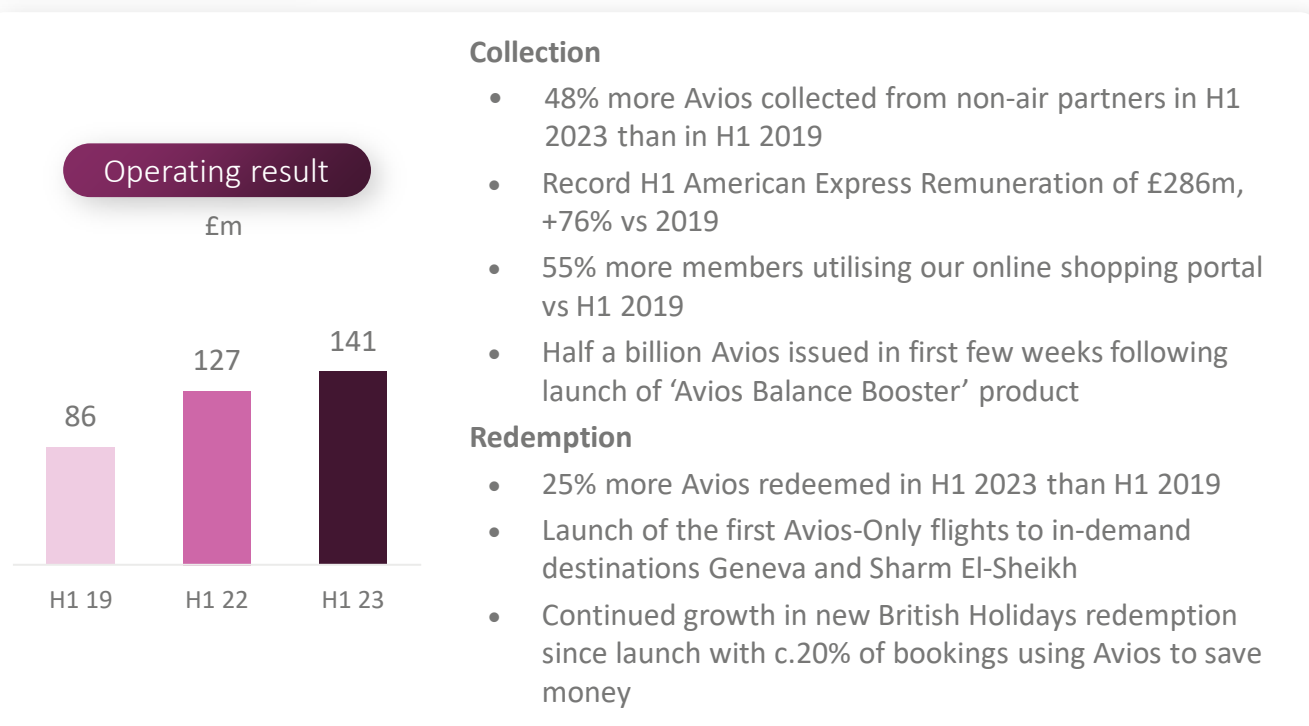 Operating result
£m
86
127
141
H1 19
H1 22
H1 23
Collection
• 48% more Avios collected from non-air partners in H1
2023 than in H1 2019
• Record H1 American Express Remuneration of £286m,
+76% vs 2019
• 55% more members utilising our online shopping portal
vs H1 2019
• Half a billion Avios issued in first few weeks following
launch of ‘Avios Balance Booster’ product
Redemption
• 25% more Avios redeemed in H1 2023 than H1 2019
• Launch of the first Avios-Only flights to in-demand
destinations Geneva and Sharm El-Sheikh
• Continued growth in new British Holidays redemption
since launch with c.20% of bookings using Avios to save
money